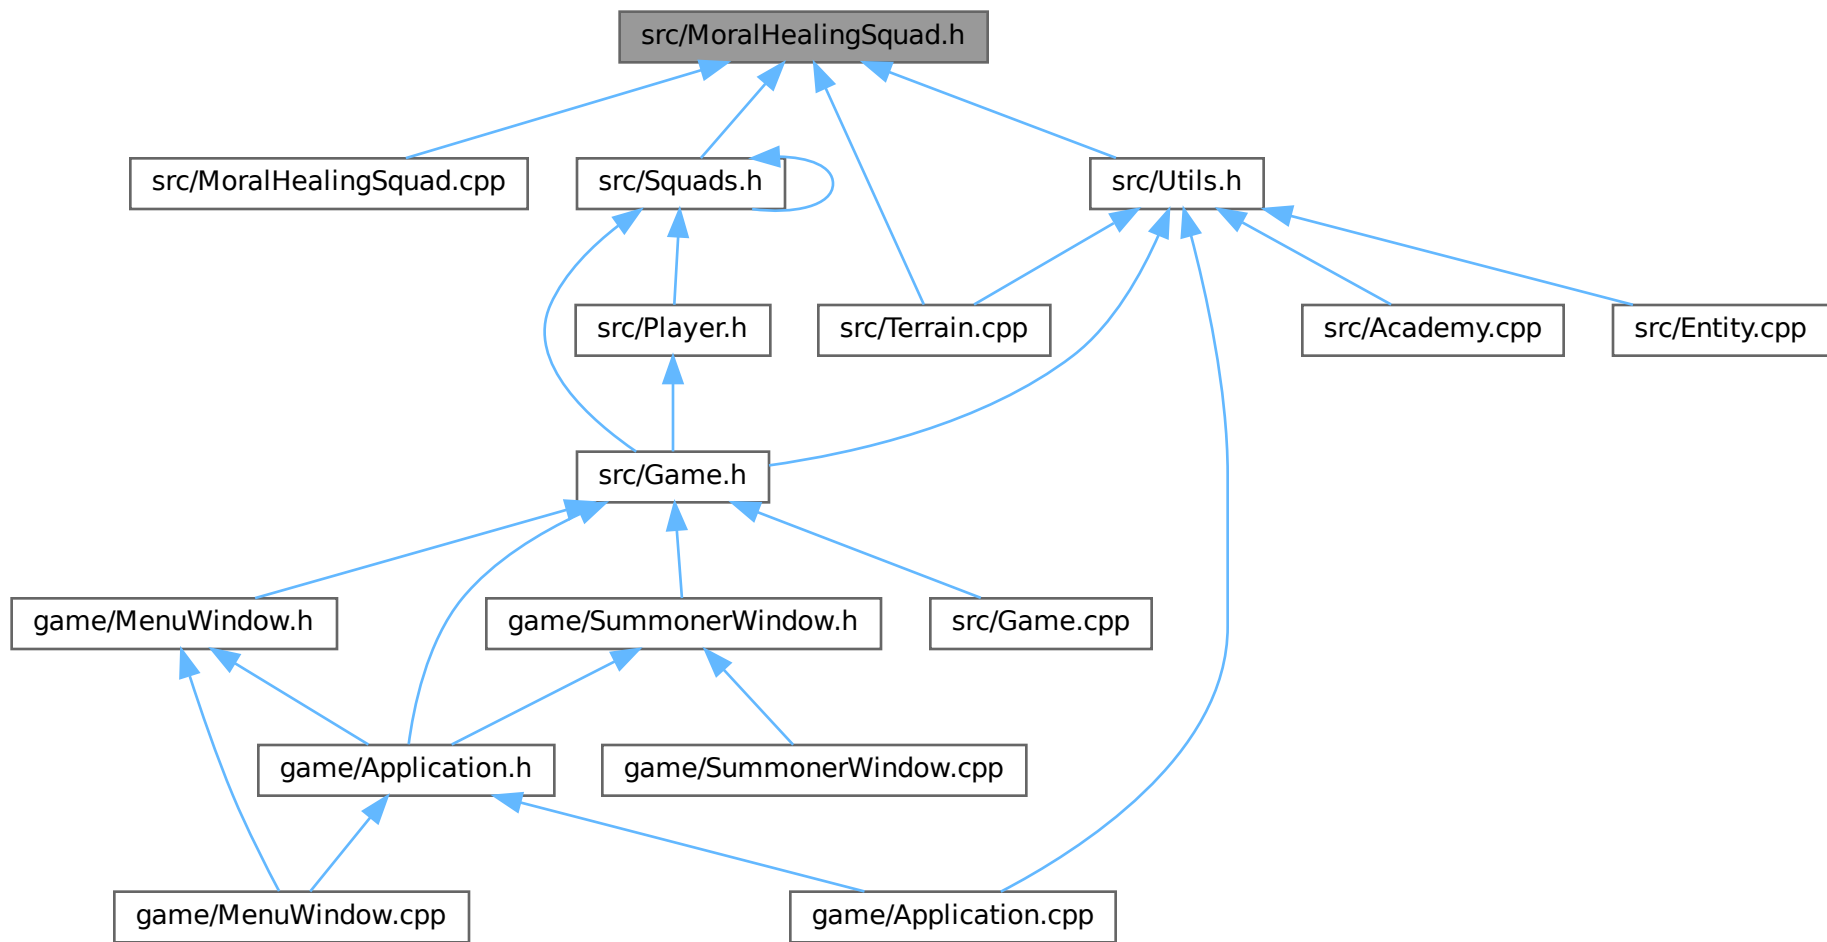 src/MoralHealingSquad.h
src/MoralHealingSquad.cpp
src/Squads.h
src/Utils.h
src/Player.h
src/Terrain.cpp
src/Academy.cpp
src/Entity.cpp
src/Game.h
game/MenuWindow.h
game/SummonerWindow.h
src/Game.cpp
game/Application.h
game/SummonerWindow.cpp
game/MenuWindow.cpp
game/Application.cpp